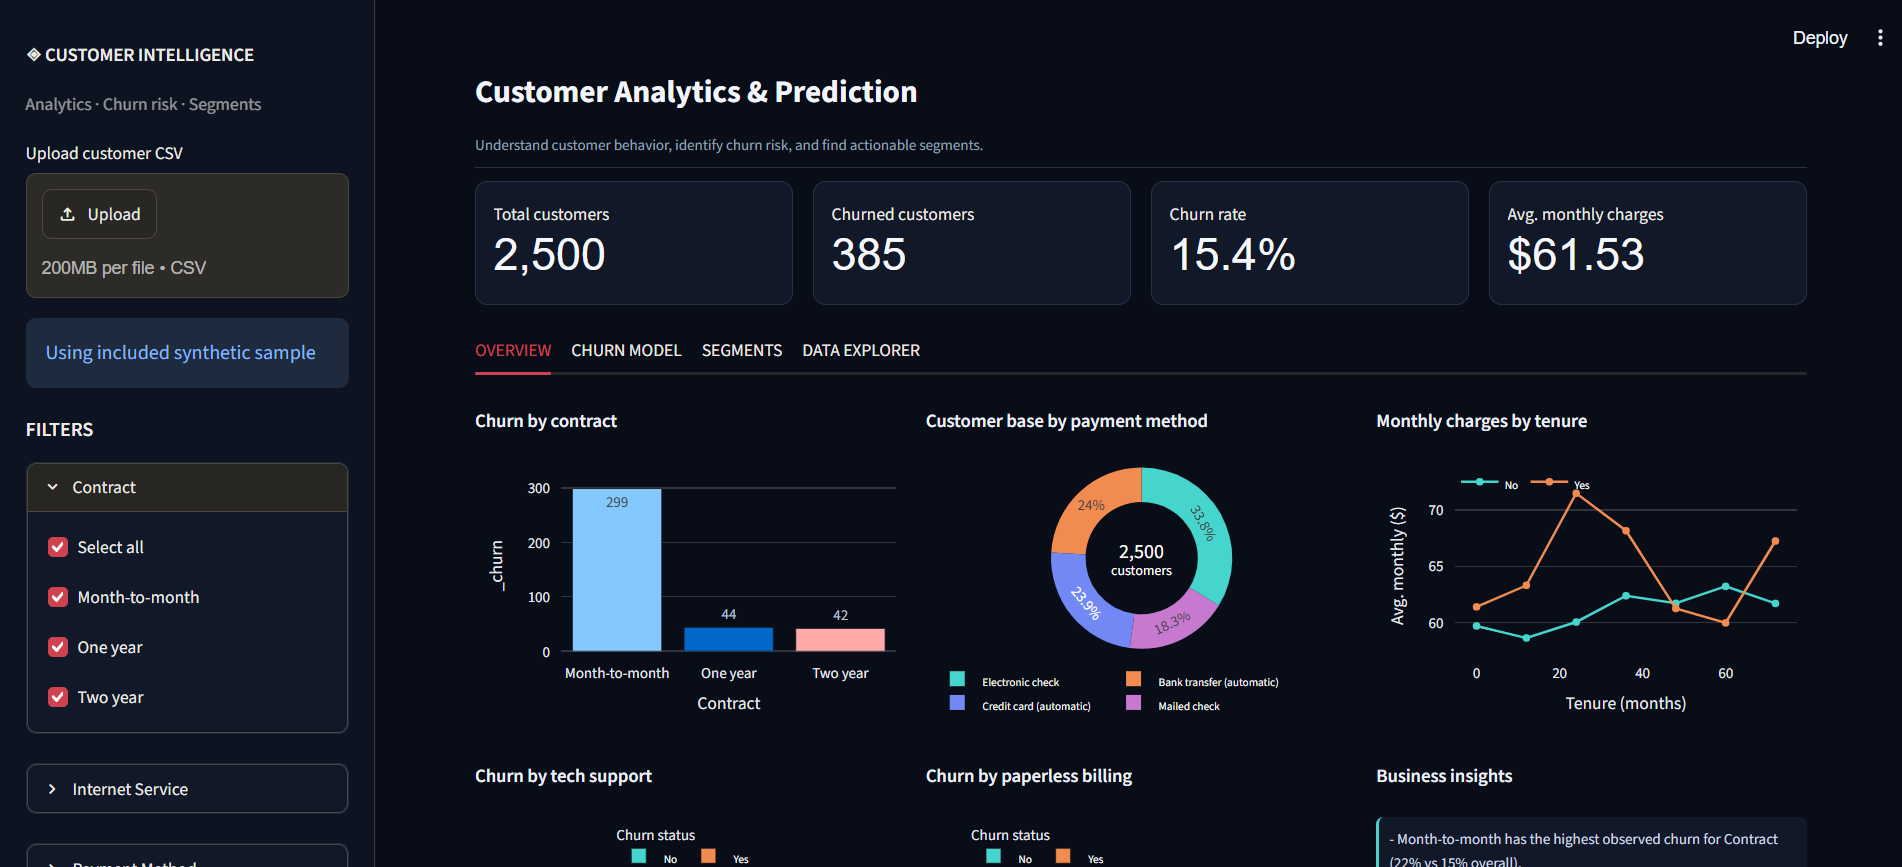 CUSTOMER INTELLIGENCE
Analytics · Churn risk · Segments
Upload customer CSV
Upload
200MB per file • CSV
Using included synthetic sample
FILTERS
Contract
Select all
Month-to-month
One year
Two year
Internet Service
Payment Method
Deploy
Customer Analytics & Prediction
Understand customer behavior, identify churn risk, and find actionable segments.
Total customers
2,500
Churned customers
385
Churn rate
15.4%
Avg. monthly charges
$61.53
OVERVIEW CHURN MODEL SEGMENTS DATA EXPLORER
Churn by contract
300
200
100
0
_churn
299
44
42
Month-to-month One year Two year
Contract
Customer base by payment method
24%
33.8%
23.9%
18.3%
2,500
customers
Electronic check Bank transfer (automatic)
Credit card (automatic) Mailed check
Monthly charges by tenure
No Yes
70
65
60
Avg. monthly ($)
0 20 40 60
Tenure (months)
Churn by tech support
Churn status
No Yes
Churn by paperless billing
Churn status
No Yes
Business insights
- Month-to-month has the highest observed churn for Contract
(22% vs 15% overall).